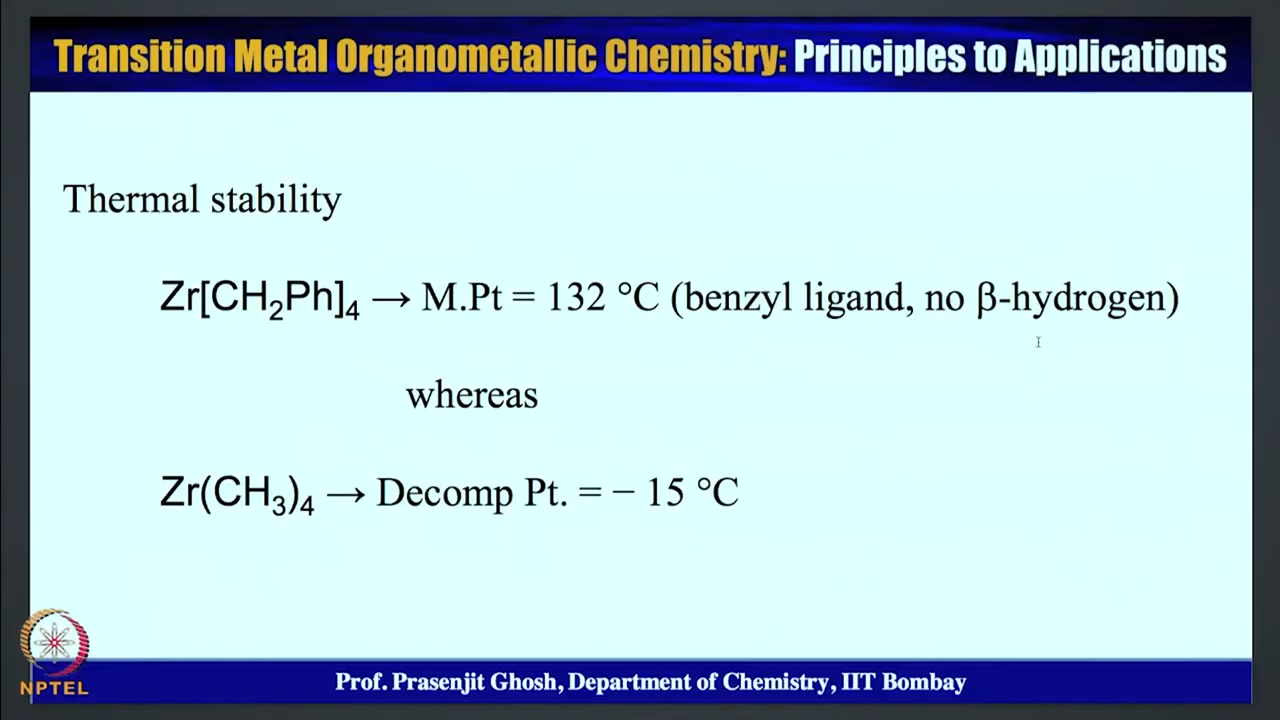 Transition Metal Organometallic Chemistry: Principles to Applications
Thermal stability
Zr[CH₂Ph]₄ → M.Pt = 132 °C (benzyl ligand, no β-hydrogen)
whereas
Zr(CH₃)₄ → Decomp Pt. = − 15 °C
NPTEL
Prof. Prasenjit Ghosh, Department of Chemistry, IIT Bombay